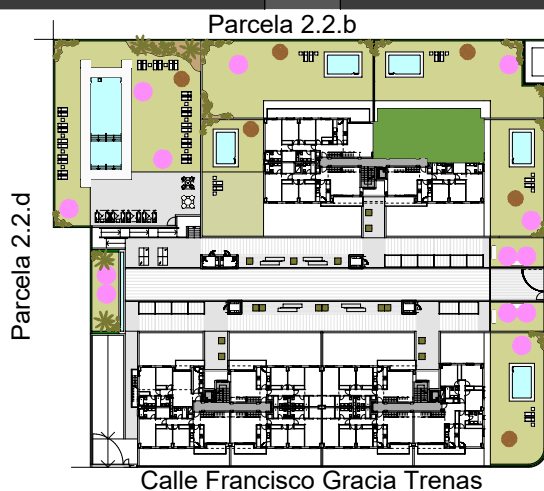 Parcela 2.2.b
Parcela 2.2.d
Calle Francisco Gracia Trenas